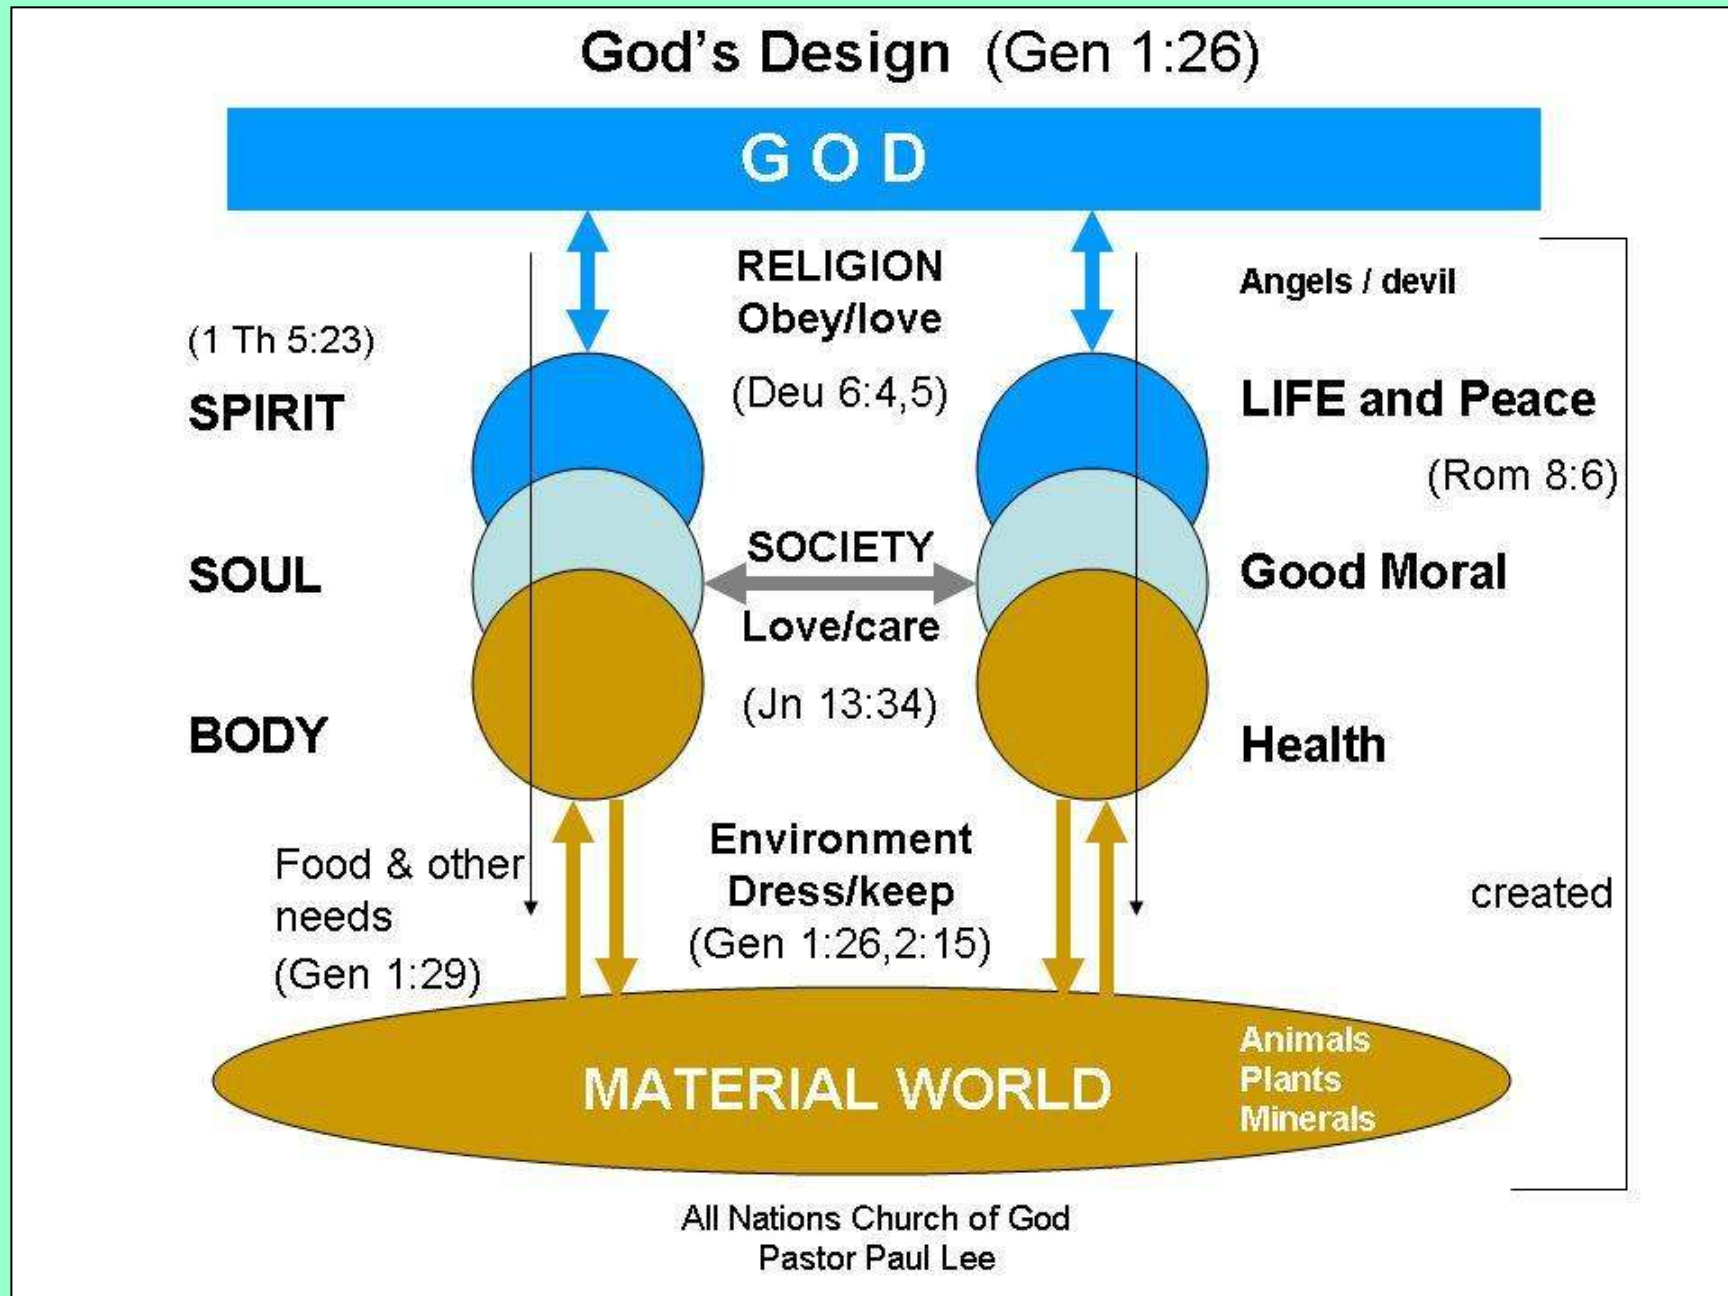 God's Design (Gen 1:26)
G O D
RELIGION
Obey/love
(Deu 6:4,5)
Angels / devil
(1 Th 5:23)
SPIRIT
LIFE and Peace
(Rom 8:6)
SOUL
SOCIETY
Love/care
(Jn 13:34)
Good Moral
BODY
Health
Food & other
needs
(Gen 1:29)
Environment
Dress/keep
(Gen 1:26,2:15)
created
MATERIAL WORLD
Animals
Plants
Minerals
All Nations Church of God
Pastor Paul Lee